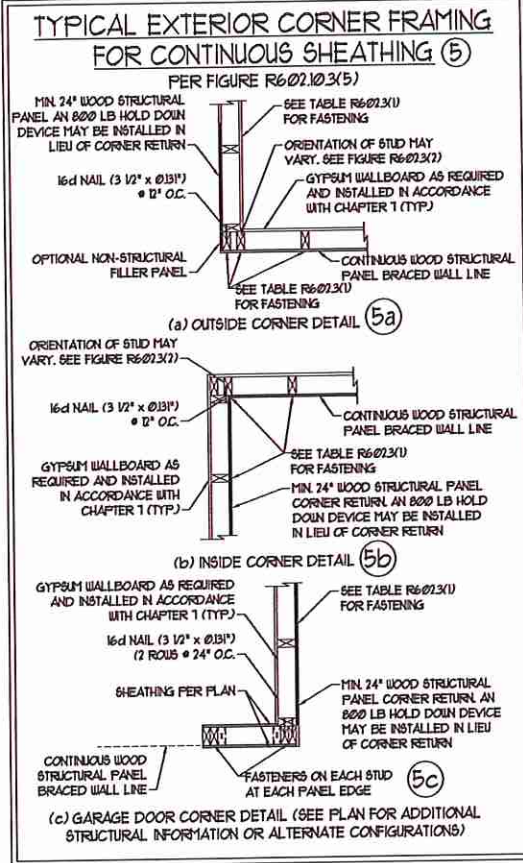 TYPICAL EXTERIOR CORNER FRAMING
FOR CONTINUOUS SHEATHING 5
PER FIGURE R602.10.3(5)
MIN. 24" WOOD STRUCTURAL
PANEL AN 800 LB HOLD DOWN
DEVICE MAY BE INSTALLED IN
LIEU OF CORNER RETURN
SEE TABLE R602.3(1)
FOR FASTENING
ORIENTATION OF STUD MAY
VARY. SEE FIGURE R602.3(2)
16d NAIL (3 1/2" x 0.131")
@ 12" O.C.
GYPSUM WALLBOARD AS REQUIRED
AND INSTALLED IN ACCORDANCE
WITH CHAPTER 7 (TYP.)
OPTIONAL NON-STRUCTURAL
FILLER PANEL
CONTINUOUS WOOD STRUCTURAL
PANEL BRACED WALL LINE
SEE TABLE R602.3(1)
FOR FASTENING
(a) OUTSIDE CORNER DETAIL 5a
ORIENTATION OF STUD MAY
VARY. SEE FIGURE R602.3(2)
16d NAIL (3 1/2" x 0.131")
@ 12" O.C.
CONTINUOUS WOOD STRUCTURAL
PANEL BRACED WALL LINE
GYPSUM WALLBOARD AS
REQUIRED AND INSTALLED
IN ACCORDANCE WITH
CHAPTER 7 (TYP.)
SEE TABLE R602.3(1)
FOR FASTENING
MIN. 24" WOOD STRUCTURAL PANEL
CORNER RETURN. AN 800 LB HOLD
DOWN DEVICE MAY BE INSTALLED
IN LIEU OF CORNER RETURN
(b) INSIDE CORNER DETAIL 5b
GYPSUM WALLBOARD AS REQUIRED
AND INSTALLED IN ACCORDANCE
WITH CHAPTER 7 (TYP.)
SEE TABLE R602.3(1)
FOR FASTENING
16d NAIL (3 1/2" x 0.131")
(2 ROWS @ 24" O.C.
SHEATHING PER PLAN
MIN. 24" WOOD STRUCTURAL
PANEL CORNER RETURN. AN
800 LB HOLD DOWN DEVICE
MAY BE INSTALLED IN LIEU
OF CORNER RETURN
CONTINUOUS WOOD
STRUCTURAL PANEL
BRACED WALL LINE
FASTENERS ON EACH STUD
AT EACH PANEL EDGE
5c
(c) GARAGE DOOR CORNER DETAIL (SEE PLAN FOR ADDITIONAL
STRUCTURAL INFORMATION OR ALTERNATE CONFIGURATIONS)